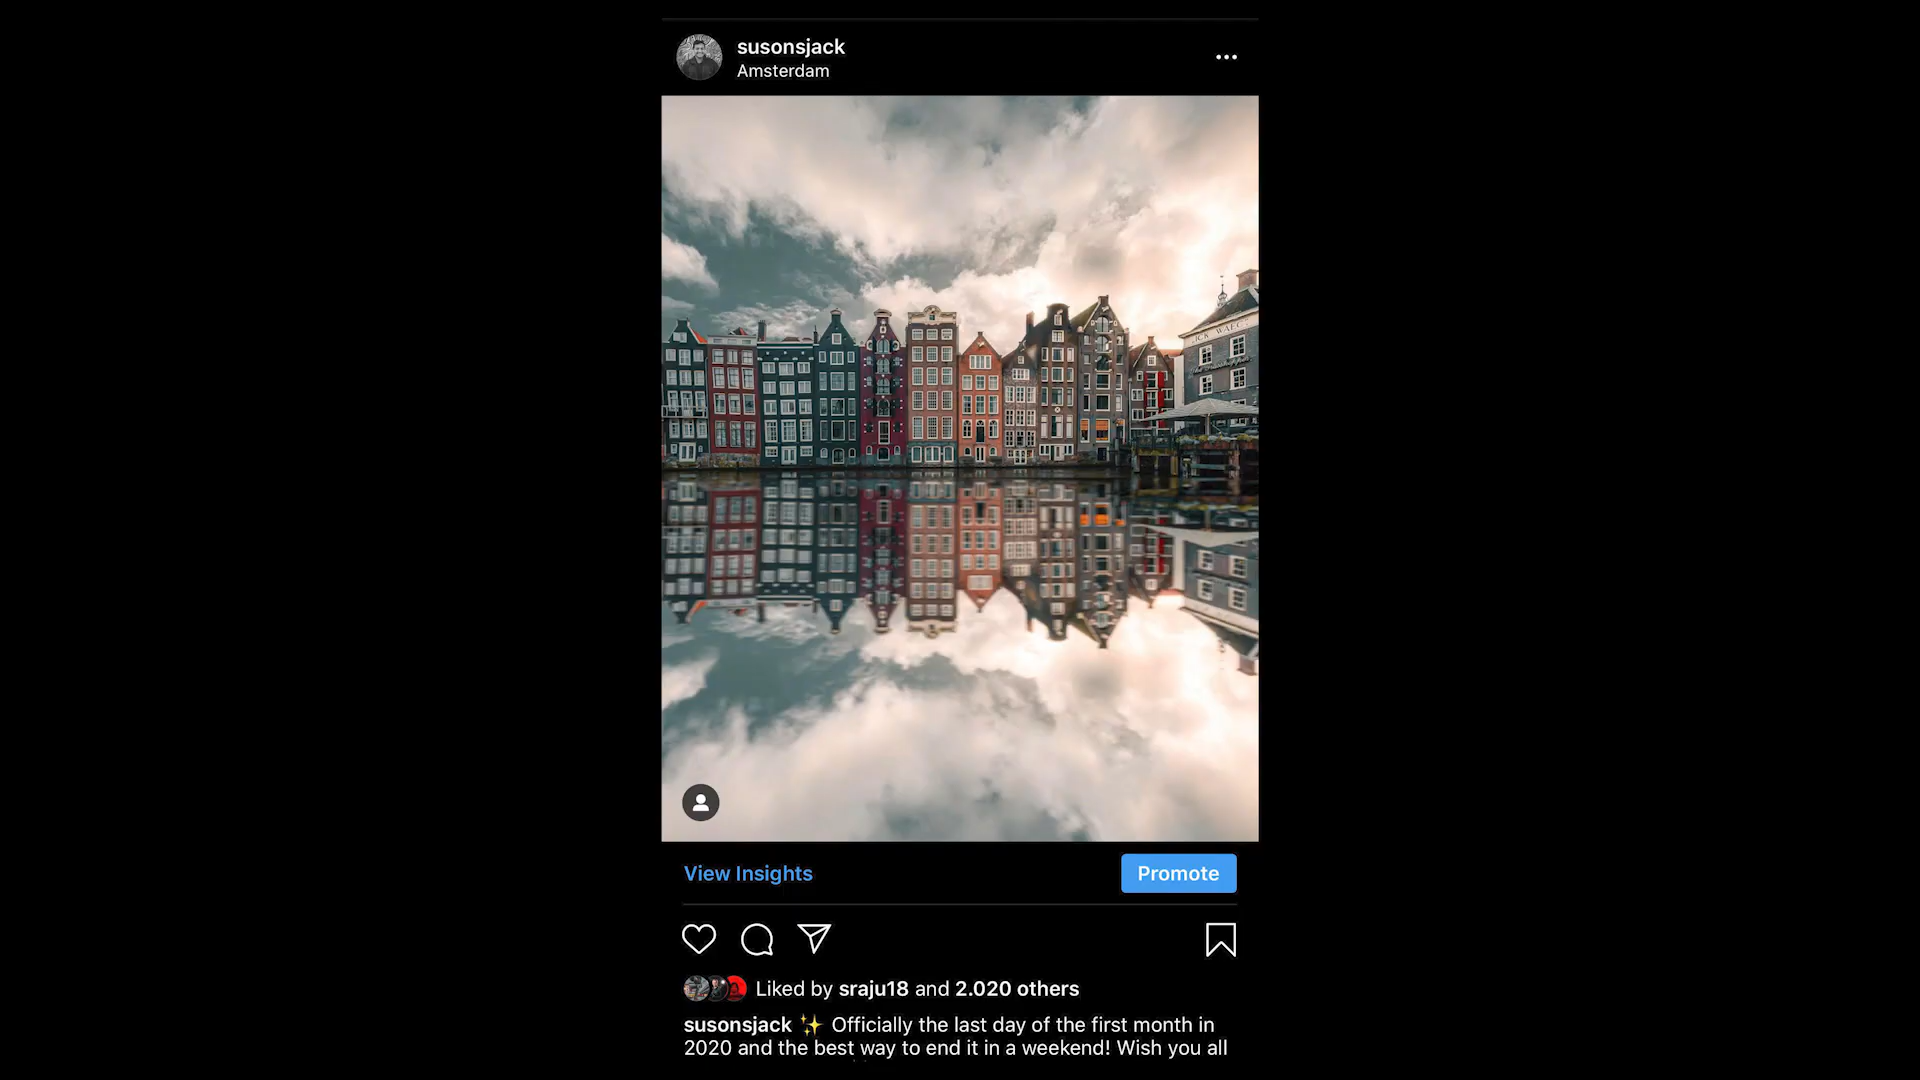 susonsjack
Amsterdam
View Insights
Promote
Liked by sraju18 and 2.020 others
susonsjack ✨ Officially the last day of the first month in
2020 and the best way to end it in a weekend! Wish you all